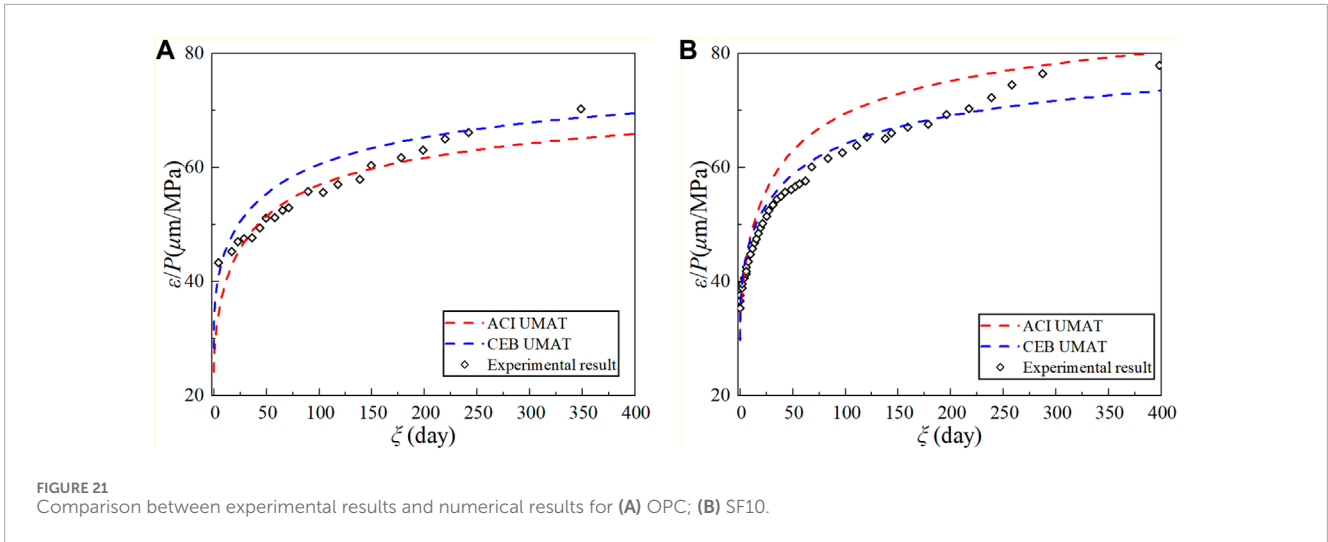 A
80
60
40
20
ε/P(μm/MPa)
ACI UMAT
CEB UMAT
Experimental result
0 50 100 150 200 250 300 350 400
ξ (day)
B
80
60
40
20
ε/P(μm/MPa)
ACI UMAT
CEB UMAT
Experimental result
0 50 100 150 200 250 300 350 400
ξ (day)
FIGURE 21
Comparison between experimental results and numerical results for (A) OPC; (B) SF10.